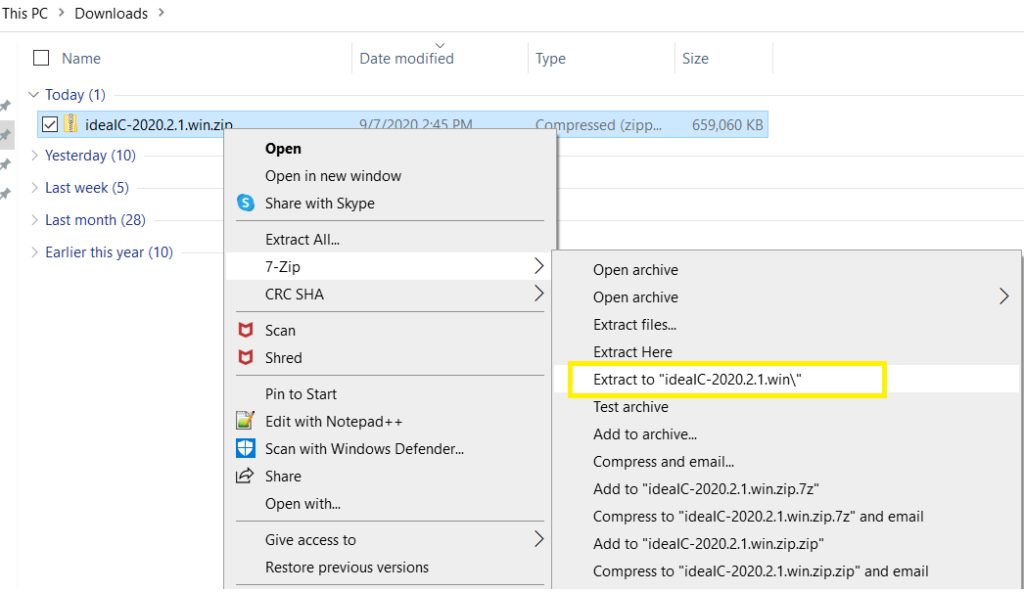 This PC > Downloads >
Name Date modified Type Size
Today (1)
ideaIC-2020.2.1.win.zip 9/7/2020 2:45 PM Compressed (zipp... 659,060 KB
Yesterday (10)
Last week (5)
Last month (28)
Earlier this year (10)
Open
Open in new window
Share with Skype
Extract All...
7-Zip
CRC SHA
Scan
Shred
Pin to Start
Edit with Notepad++
Scan with Windows Defender...
Share
Open with...
Give access to
Restore previous versions
Open archive
Open archive
Extract files...
Extract Here
Extract to "ideaIC-2020.2.1.win\"
Test archive
Add to archive...
Compress and email...
Add to "ideaIC-2020.2.1.win.zip.7z"
Compress to "ideaIC-2020.2.1.win.zip.7z" and email
Add to "ideaIC-2020.2.1.win.zip.zip"
Compress to "ideaIC-2020.2.1.win.zip.zip" and email